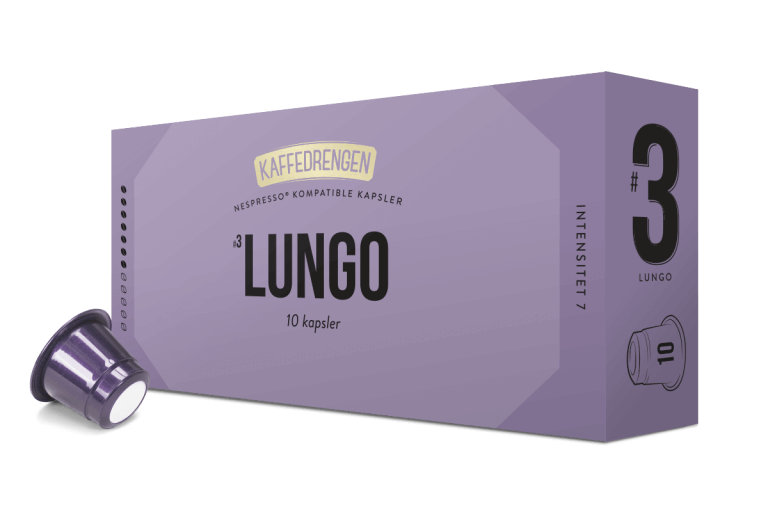 KAFFEDRENGEN
NESPRESSO® KOMPATIBLE KAPSLER
#3 LUNGO
10 kapsler
INTENSITET 7
#3
LUNGO
10